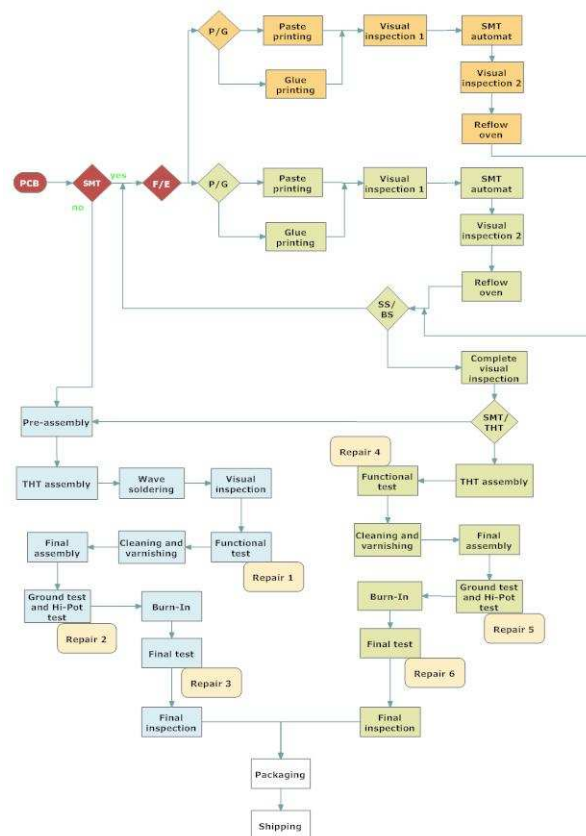 P/G
Paste
printing
Visual
inspection 1
SMT
automat
Glue
printing
Visual
inspection 2
Reflow
oven
PCB
SMT
yes
no
F/E
P/G
Paste
printing
Visual
inspection 1
SMT
automat
Glue
printing
Visual
inspection 2
Reflow
oven
SS/
BS
Complete
visual
inspection
SMT/
THT
Pre-assembly
THT assembly
Wave
soldering
Visual
inspection
Final
assembly
Cleaning and
varnishing
Functional
test
Repair 1
Ground test
and Hi-Pot
test
Repair 2
Burn-In
Final test
Repair 3
Final
inspection
Repair 4
Functional
test
THT assembly
Cleaning and
varnishing
Final
assembly
Burn-In
Ground test
and Hi-Pot
test
Repair 5
Final test
Repair 6
Final
inspection
Packaging
Shipping